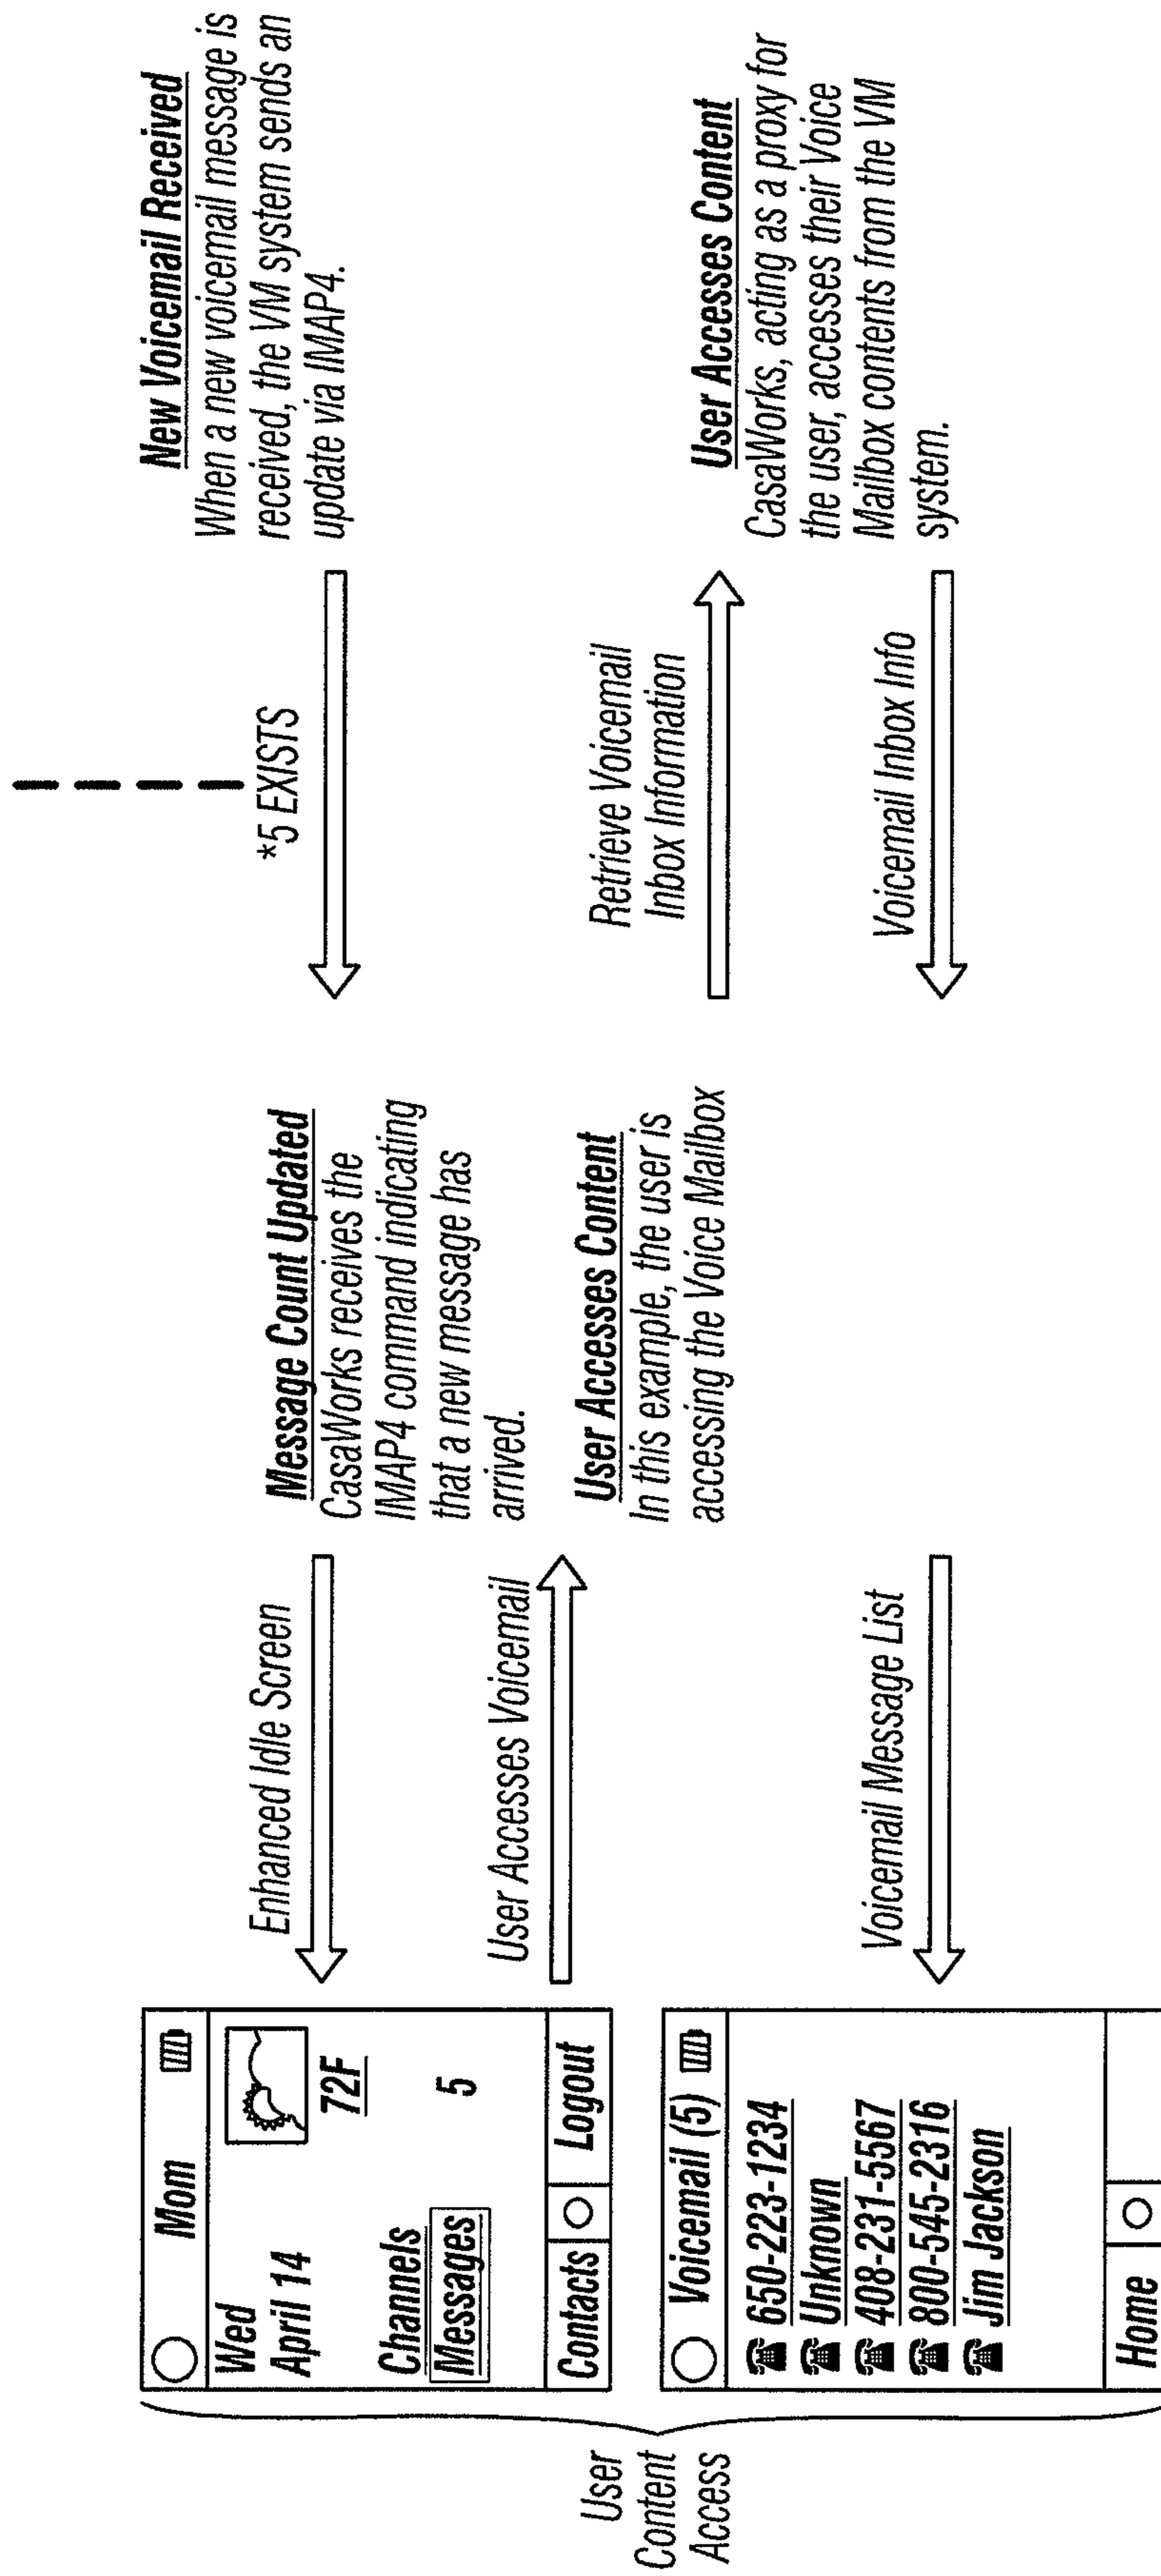 User
Content
Access
Mom
Wed
April 14
72F
Channels
Messages 5
Contacts Logout
Voicemail (5)
650-223-1234
Unknown
408-231-5567
800-545-2316
Jim Jackson
Home
Enhanced Idle Screen
User Accesses Voicemail
Voicemail Message List
Message Count Updated
CasaWorks receives the
IMAP4 command indicating
that a new message has
arrived.
User Accesses Content
In this example, the user is
accessing the Voice Mailbox
*5 EXISTS
Retrieve Voicemail
Inbox Information
Voicemail Inbox Info
New Voicemail Received
When a new voicemail message is
received, the VM system sends an
update via IMAP4.
User Accesses Content
CasaWorks, acting as a proxy for
the user, accesses their Voice
Mailbox contents from the VM
system.